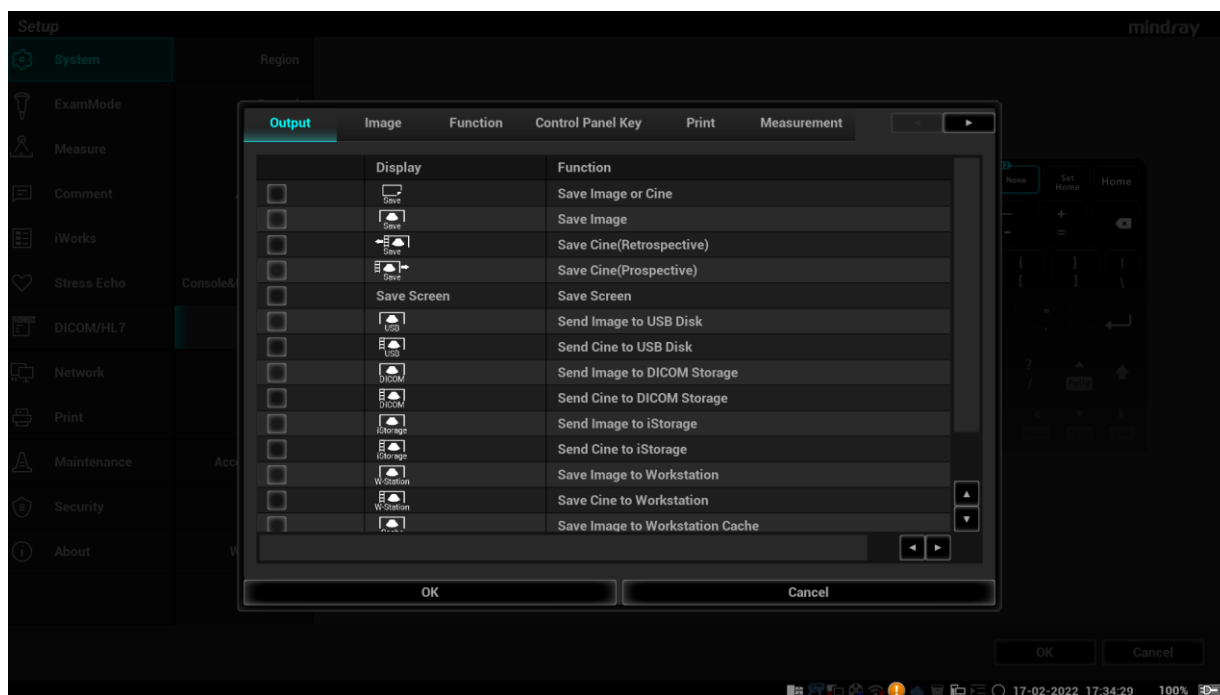 Setup
mindray
System
Region
ExamMode
Measure
Comment
iWorks
Stress Echo
Console&
DICOM/HL7
Network
Print
Maintenance
Acc
Security
About
W
Output Image Function Control Panel Key Print Measurement
Display Function
Save Save Image or Cine
Save Save Image
Save Save Cine(Retrospective)
Save Save Cine(Prospective)
Save Screen Save Screen
USB Send Image to USB Disk
USB Send Cine to USB Disk
DICOM Send Image to DICOM Storage
DICOM Send Cine to DICOM Storage
iStorage Send Image to iStorage
iStorage Send Cine to iStorage
W-Station Save Image to Workstation
W-Station Save Cine to Workstation
Save Image to Workstation Cache
OK Cancel
None Set Home Home
OK Cancel
17-02-2022 17:34:29 100%